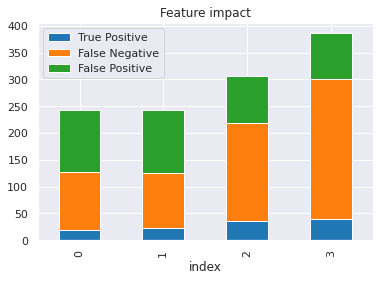 Feature impact
True Positive
False Negative
False Positive
400
350
300
250
200
150
100
50
0
0 1 2 3
index